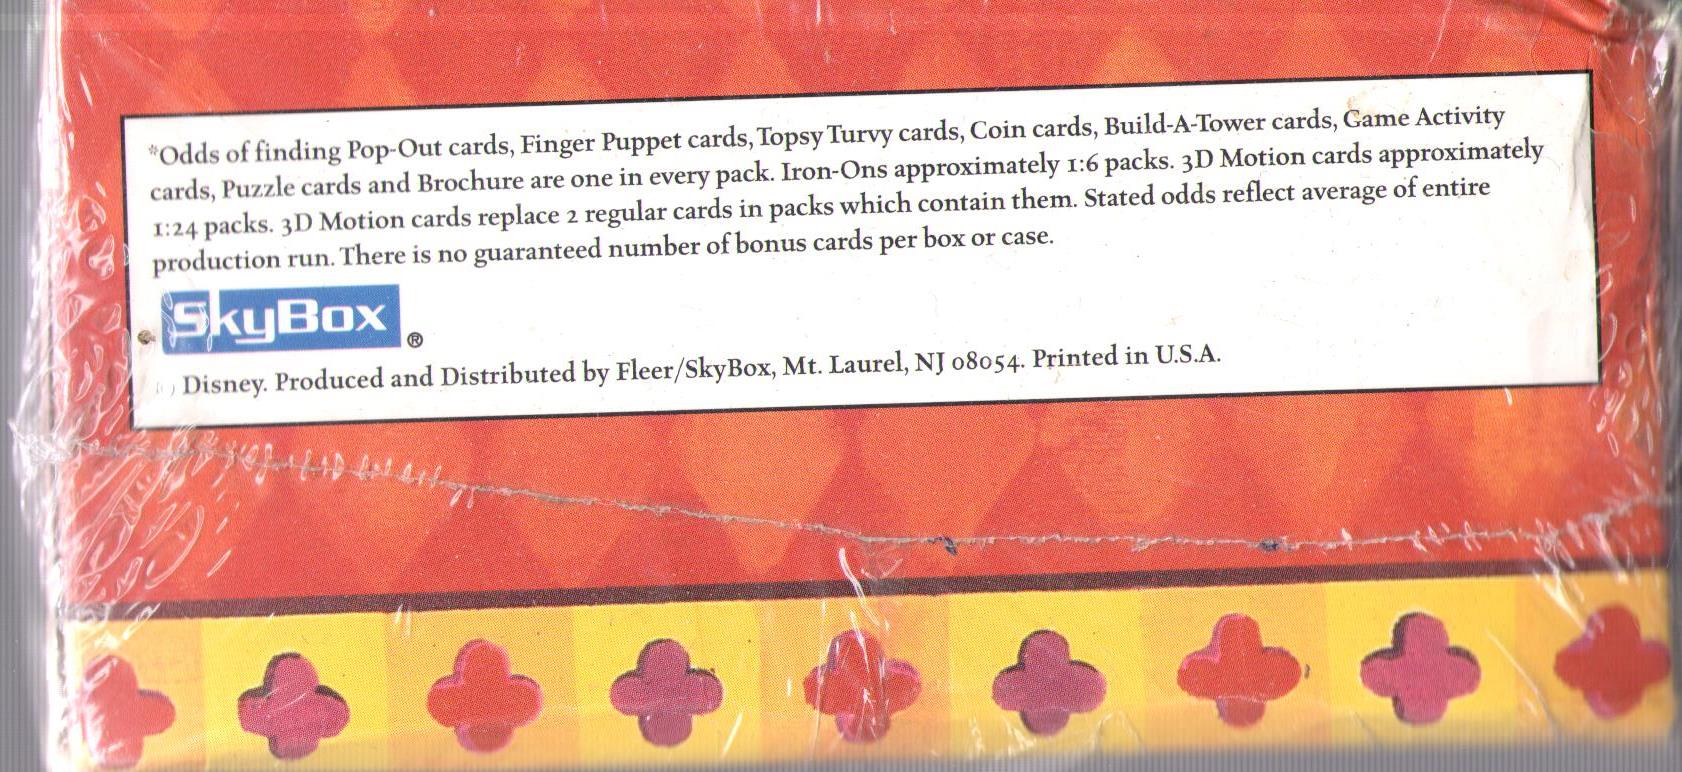 *Odds of finding Pop-Out cards, Finger Puppet cards, Topsy Turvy cards, Coin cards, Build-A-Tower cards, Game Activity
cards, Puzzle cards and Brochure are one in every pack. Iron-Ons approximately 1:6 packs. 3D Motion cards approximately
1:24 packs. 3D Motion cards replace 2 regular cards in packs which contain them. Stated odds reflect average of entire
production run. There is no guaranteed number of bonus cards per box or case.
SkyBox ®
Disney. Produced and Distributed by Fleer/SkyBox, Mt. Laurel, NJ 08054. Printed in U.S.A.